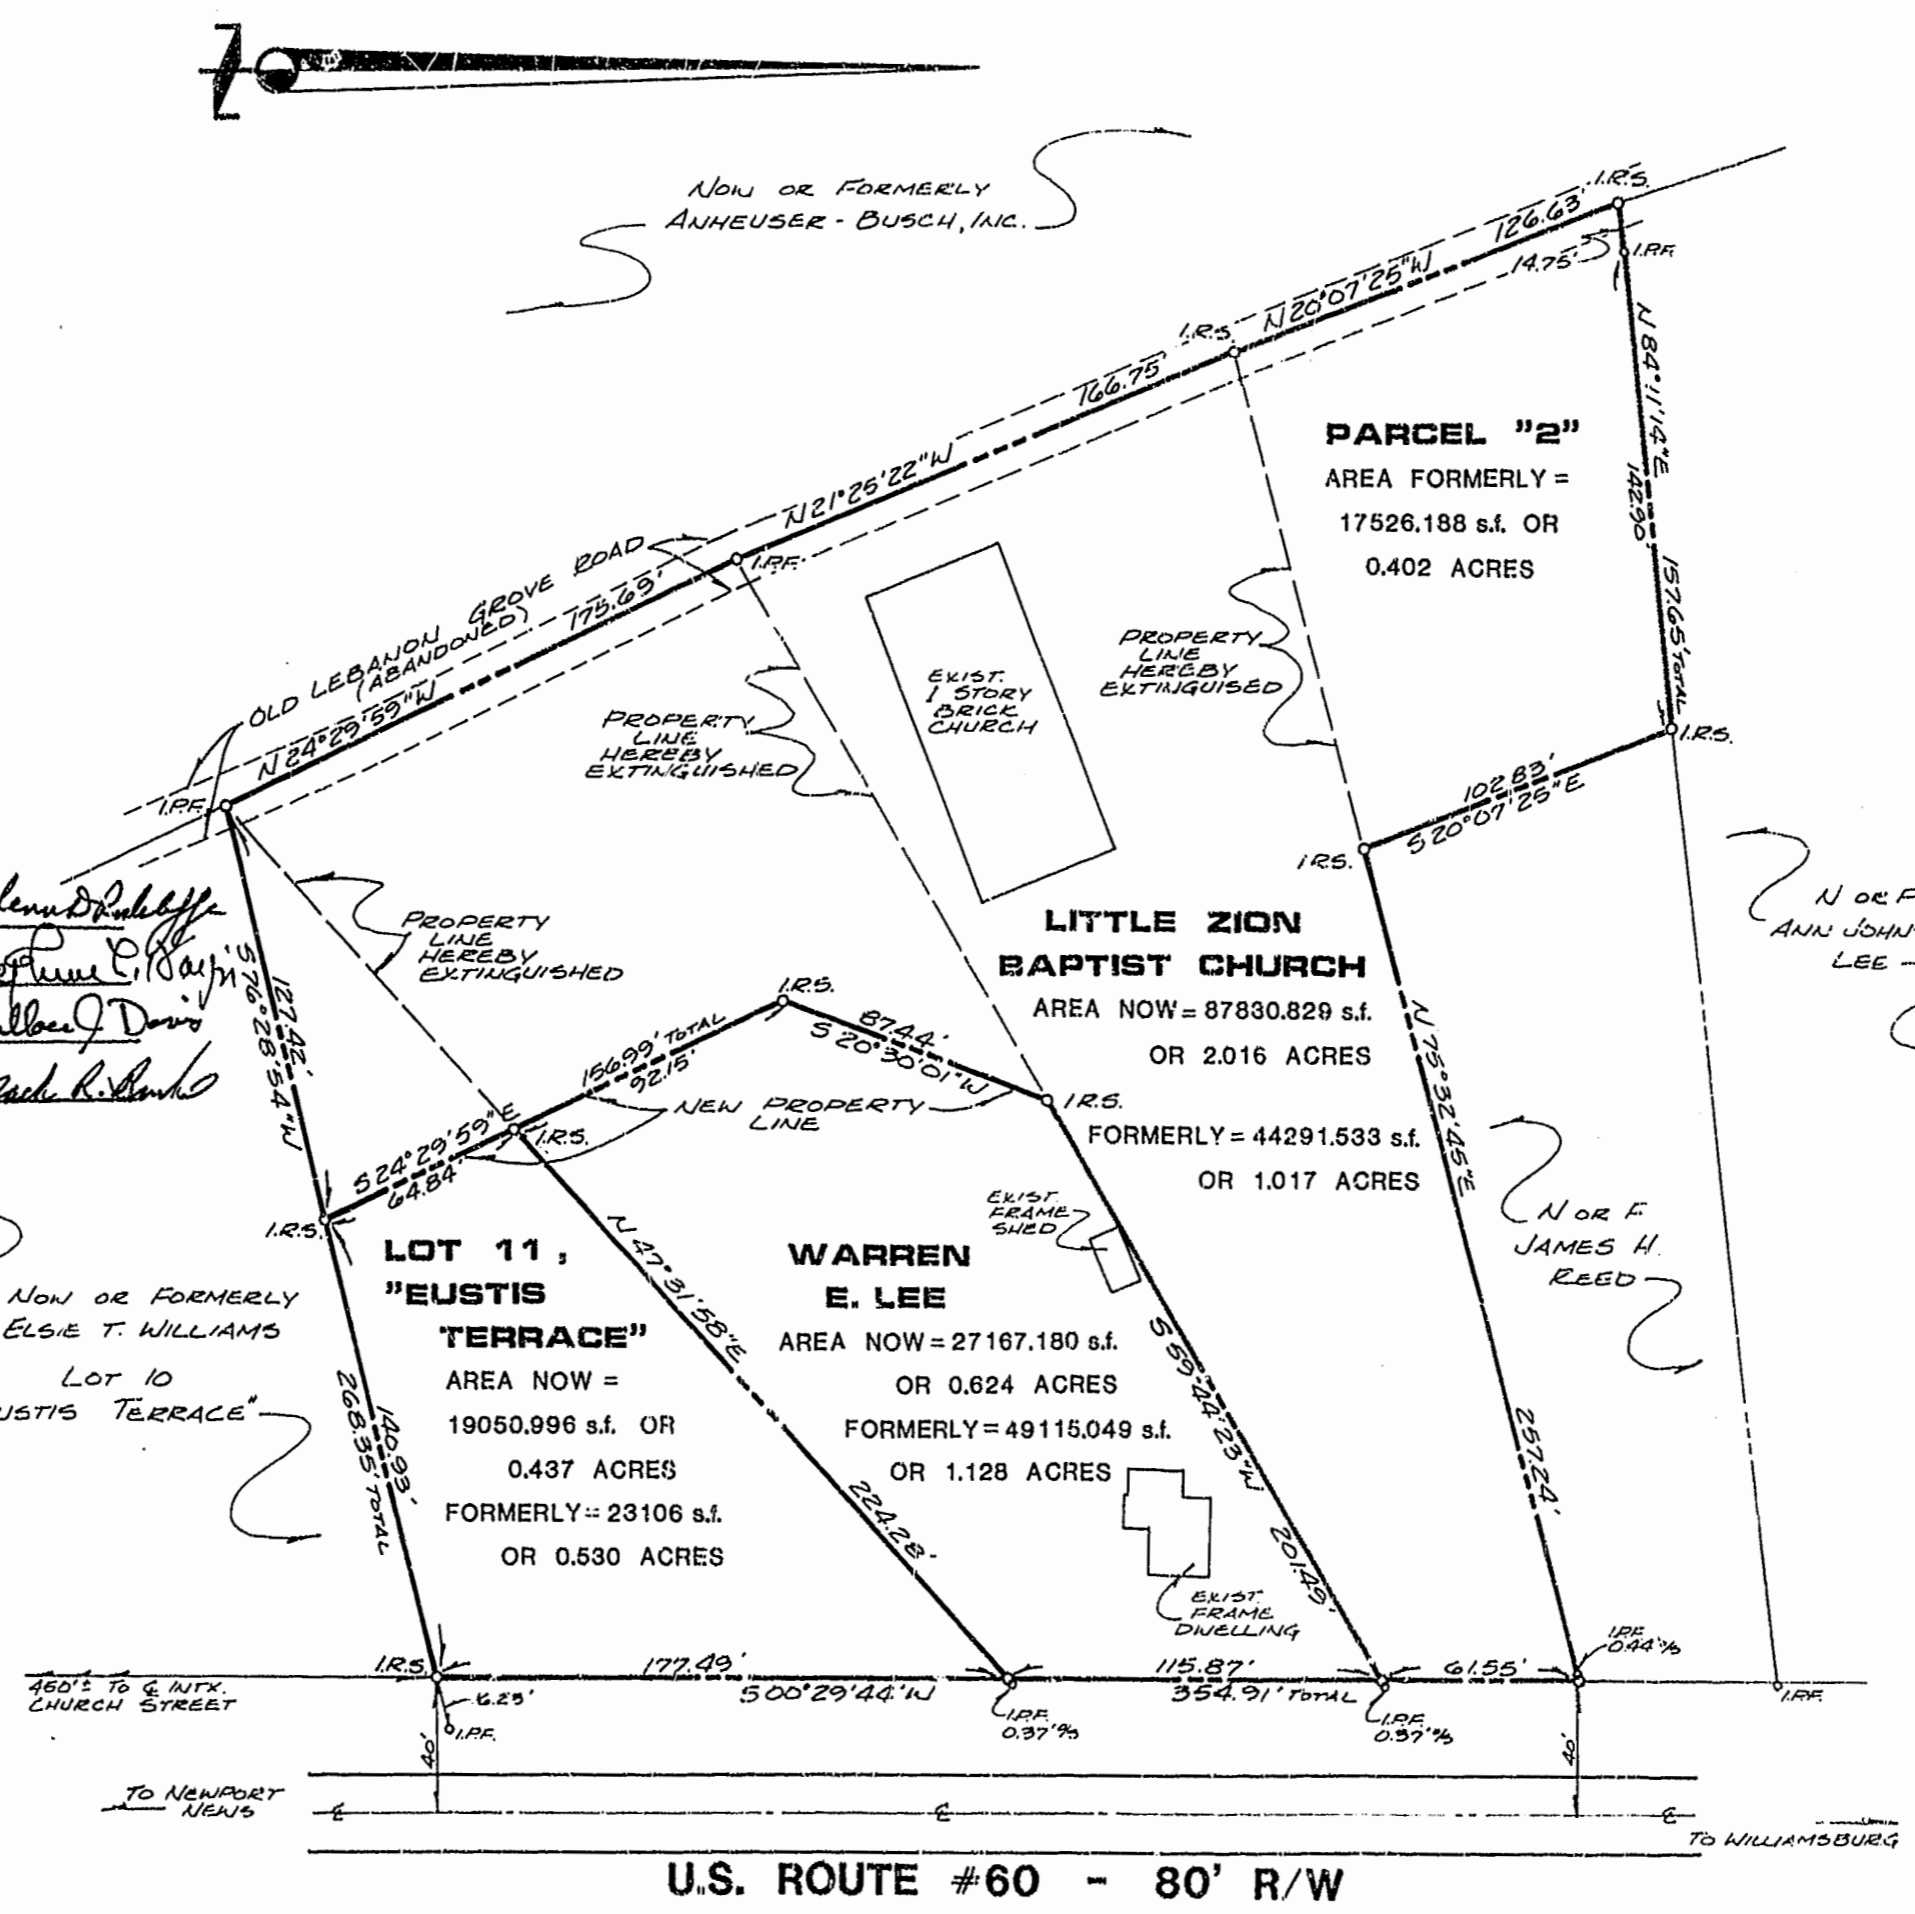 N
NOW OR FORMERLY
ANHEUSER - BUSCH, INC.
I.R.S.
126.63'
N 20°07'25"W
14.75'
I.P.F.
I.R.S.
166.75'
N 21°25'22"W
I.P.F.
OLD LEBANON GROVE ROAD
(ABANDONED)
175.69'
N 24°29'59"W
I.P.F.
PARCEL "2"
AREA FORMERLY =
17526.188 s.f. OR
0.402 ACRES
N 84°11'14"E
142.90'
157.65' TOTAL
I.R.S.
102.83'
S 20°07'25"E
I.R.S.
PROPERTY
LINE
HEREBY
EXTINGUISED
EXIST.
1 STORY
BRICK
CHURCH
PROPERTY
LINE
HEREBY
EXTINGUISHED
PROPERTY
LINE
HEREBY
EXTINGUISHED
LITTLE ZION
BAPTIST CHURCH
AREA NOW = 87830.829 s.f.
OR 2.016 ACRES
FORMERLY = 44291.533 s.f.
OR 1.017 ACRES
N OR F
ANN JOHN
LEE
127.42'
S 76°28'54"W
I.R.S.
156.99' TOTAL
92.15'
87.44'
S 20°30'01"W
I.R.S.
NEW PROPERTY
LINE
S 24°29'59"E
64.84'
I.R.S.
I.R.S.
N 75°32'45"E
257.24'
N OR F
JAMES H.
REED
EXIST.
FRAME
SHED
LOT 11,
"EUSTIS
TERRACE"
AREA NOW =
19050.996 s.f. OR
0.437 ACRES
FORMERLY = 23106 s.f.
OR 0.530 ACRES
N 47°31'58"E
224.28'
WARREN
E. LEE
AREA NOW = 27167.180 s.f.
OR 0.624 ACRES
FORMERLY = 49115.049 s.f.
OR 1.128 ACRES
S 59°44'23"W
201.49'
NOW OR FORMERLY
ELSIE T. WILLIAMS
LOT 10
USTIS TERRACE"
140.93'
268.35' TOTAL
EXIST.
FRAME
DWELLING
I.R.S.
177.49'
S 00°29'44"W
115.87'
354.91' TOTAL
61.55'
I.P.F.
0.44' o/s
I.P.F.
460'± TO ℄ INTX.
CHURCH STREET
6.23'
I.P.F.
I.P.F.
0.37' o/s
I.P.F.
0.37' o/s
40'
40'
TO NEWPORT
NEWS
℄
℄
℄
TO WILLIAMSBURG
U.S. ROUTE #60 - 80' R/W